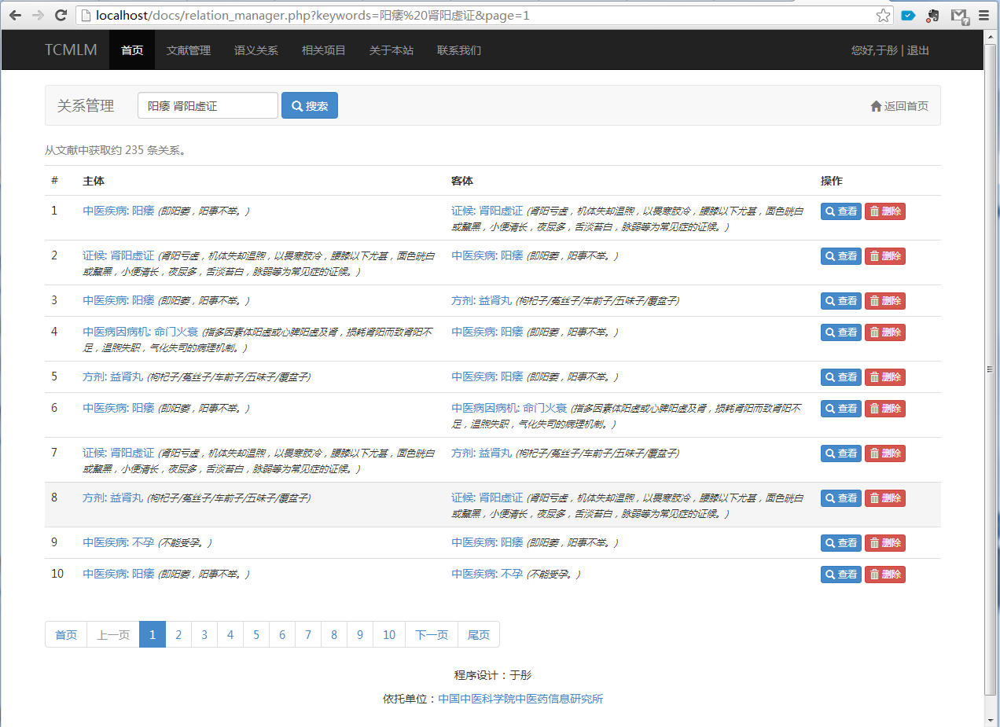 localhost/docs/relation_manager.php?keywords=阳痿%20肾阳虚证&page=1
TCMLM 首页 文献管理 语义关系 相关项目 关于本站 联系我们 您好,于彤 | 退出
关系管理 阳痿 肾阳虚证 搜索 返回首页
从文献中获取约 235 条关系。
# 主体 客体 操作
1 中医疾病: 阳痿 (即阳萎，阳事不举。) 证候: 肾阳虚证 (肾阳亏虚，机体失却温煦，以畏寒肢冷，腰膝以下尤甚，面色㿠白 查看 删除
或黧黑，小便清长，夜尿多，舌淡苔白，脉弱等为常见症的证候。)
2 证候: 肾阳虚证 (肾阳亏虚，机体失却温煦，以畏寒肢冷，腰膝以下尤甚，面色㿠白 中医疾病: 阳痿 (即阳萎，阳事不举。) 查看 删除
或黧黑，小便清长，夜尿多，舌淡苔白，脉弱等为常见症的证候。)
3 中医疾病: 阳痿 (即阳萎，阳事不举。) 方剂: 益肾丸 (枸杞子/菟丝子/车前子/五味子/覆盆子) 查看 删除
4 中医病因病机: 命门火衰 (指多因素体阳虚或心脾阳虚及肾，损耗肾阳而致肾阳不 中医疾病: 阳痿 (即阳萎，阳事不举。) 查看 删除
足，温煦失职，气化失司的病理机制。)
5 方剂: 益肾丸 (枸杞子/菟丝子/车前子/五味子/覆盆子) 中医疾病: 阳痿 (即阳萎，阳事不举。) 查看 删除
6 中医疾病: 阳痿 (即阳萎，阳事不举。) 中医病因病机: 命门火衰 (指多因素体阳虚或心脾阳虚及肾，损耗肾阳而致肾阳不 查看 删除
足，温煦失职，气化失司的病理机制。)
7 证候: 肾阳虚证 (肾阳亏虚，机体失却温煦，以畏寒肢冷，腰膝以下尤甚，面色㿠白 方剂: 益肾丸 (枸杞子/菟丝子/车前子/五味子/覆盆子) 查看 删除
或黧黑，小便清长，夜尿多，舌淡苔白，脉弱等为常见症的证候。)
8 方剂: 益肾丸 (枸杞子/菟丝子/车前子/五味子/覆盆子) 证候: 肾阳虚证 (肾阳亏虚，机体失却温煦，以畏寒肢冷，腰膝以下尤甚，面色㿠白 查看 删除
或黧黑，小便清长，夜尿多，舌淡苔白，脉弱等为常见症的证候。)
9 中医疾病: 不孕 (不能受孕。) 中医疾病: 阳痿 (即阳萎，阳事不举。) 查看 删除
10 中医疾病: 阳痿 (即阳萎，阳事不举。) 中医疾病: 不孕 (不能受孕。) 查看 删除
首页 上一页 1 2 3 4 5 6 7 8 9 10 下一页 尾页
程序设计：于彤
依托单位：中国中医科学院中医药信息研究所